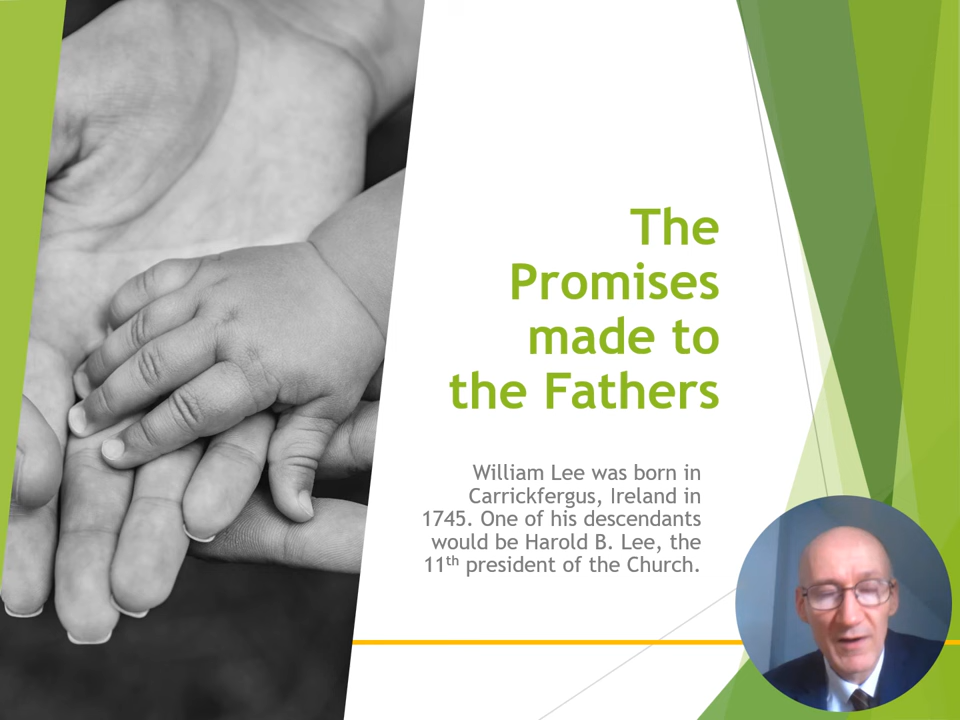 The
Promises
made to
the Fathers
William Lee was born in
Carrickfergus, Ireland in
1745. One of his descendants
would be Harold B. Lee, the
11th president of the Church.